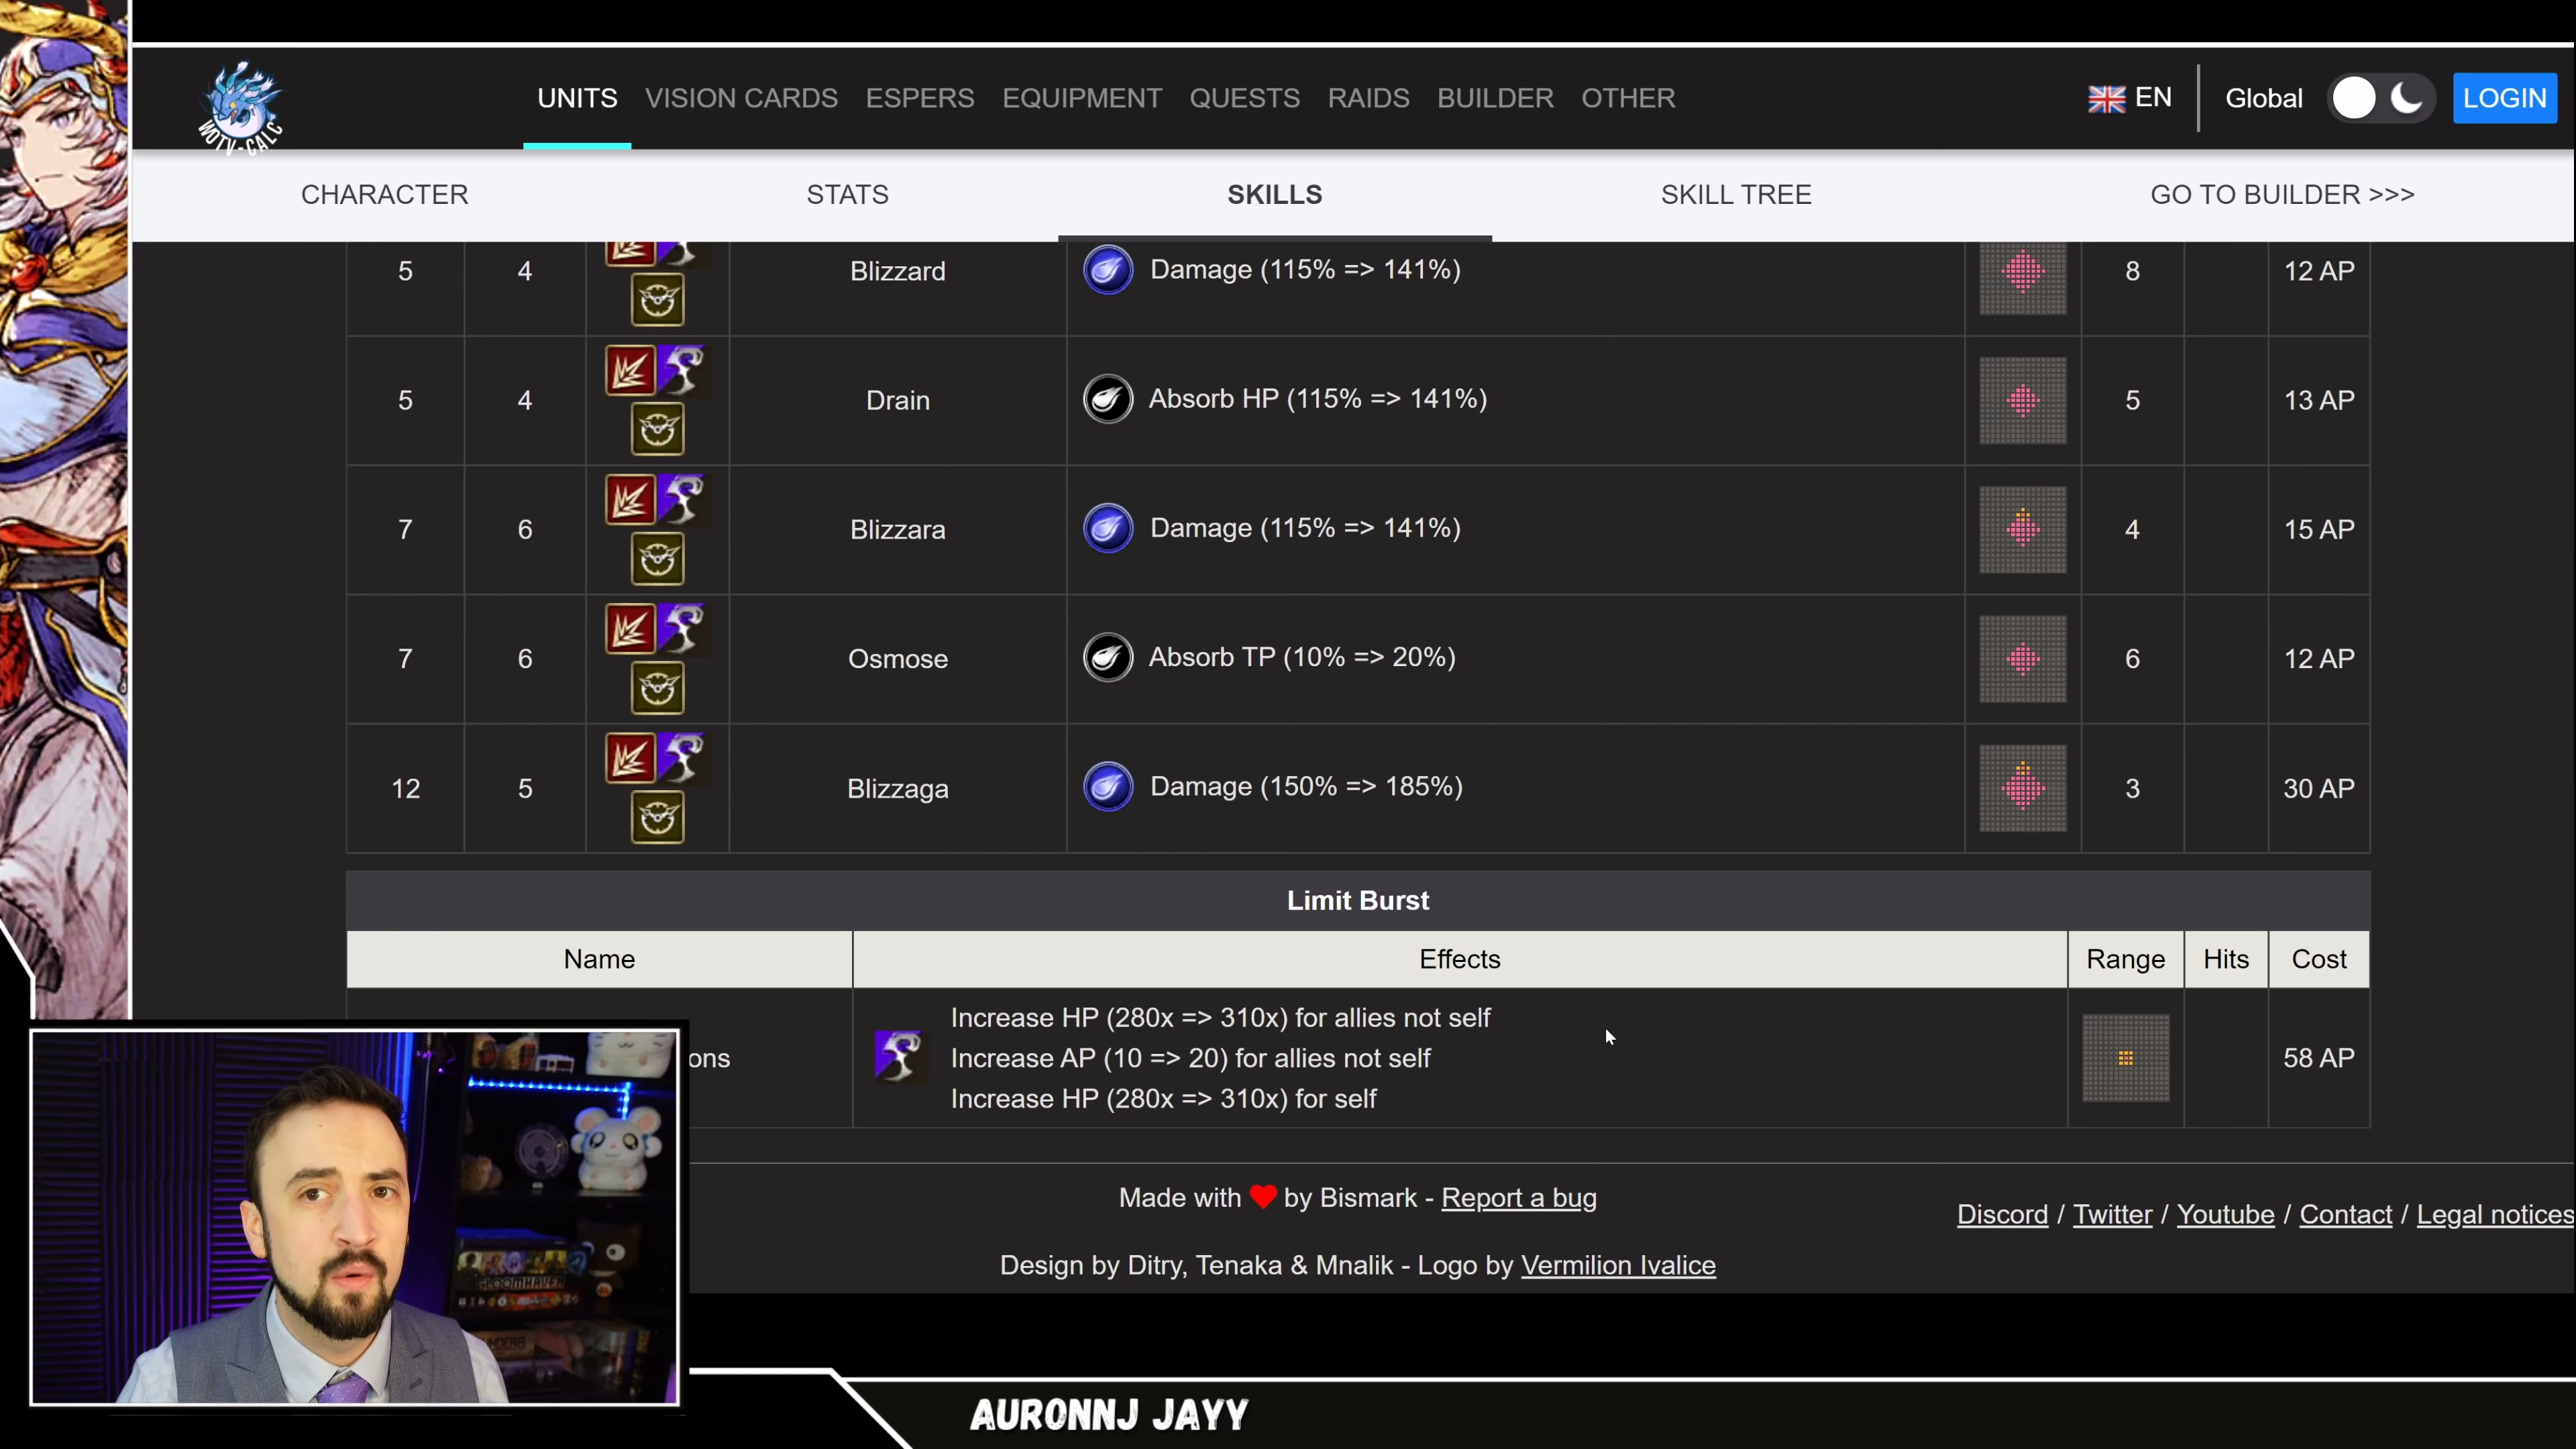 WOTV-CALC
UNITS VISION CARDS ESPERS EQUIPMENT QUESTS RAIDS BUILDER OTHER
EN Global LOGIN
CHARACTER STATS SKILLS SKILL TREE GO TO BUILDER >>>
5 4 Blizzard Damage (115% => 141%) 8 12 AP
5 4 Drain Absorb HP (115% => 141%) 5 13 AP
7 6 Blizzara Damage (115% => 141%) 4 15 AP
7 6 Osmose Absorb TP (10% => 20%) 6 12 AP
12 5 Blizzaga Damage (150% => 185%) 3 30 AP
Limit Burst
Name Effects Range Hits Cost
Increase HP (280x => 310x) for allies not self
ons Increase AP (10 => 20) for allies not self 58 AP
Increase HP (280x => 310x) for self
Made with ❤ by Bismark - Report a bug
Discord / Twitter / Youtube / Contact / Legal notices
Design by Ditry, Tenaka & Mnalik - Logo by Vermilion Ivalice
GLOOMHAVEN
AURONNJ JAYY